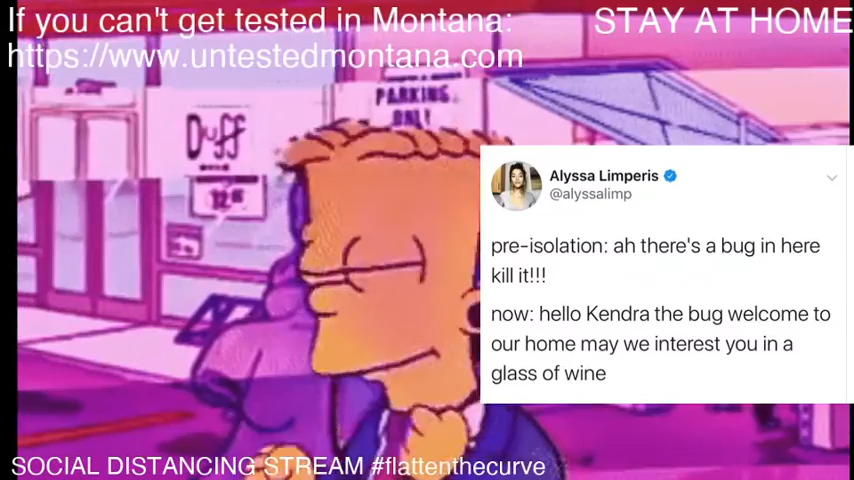 If you can't get tested in Montana:
https://www.untestedmontana.com
STAY AT HOME
PARKING
ONLY
Duff
Alyssa Limperis
@alyssalimp
pre-isolation: ah there's a bug in here
kill it!!!
now: hello Kendra the bug welcome to
our home may we interest you in a
glass of wine
SOCIAL DISTANCING STREAM #flattenthecurve